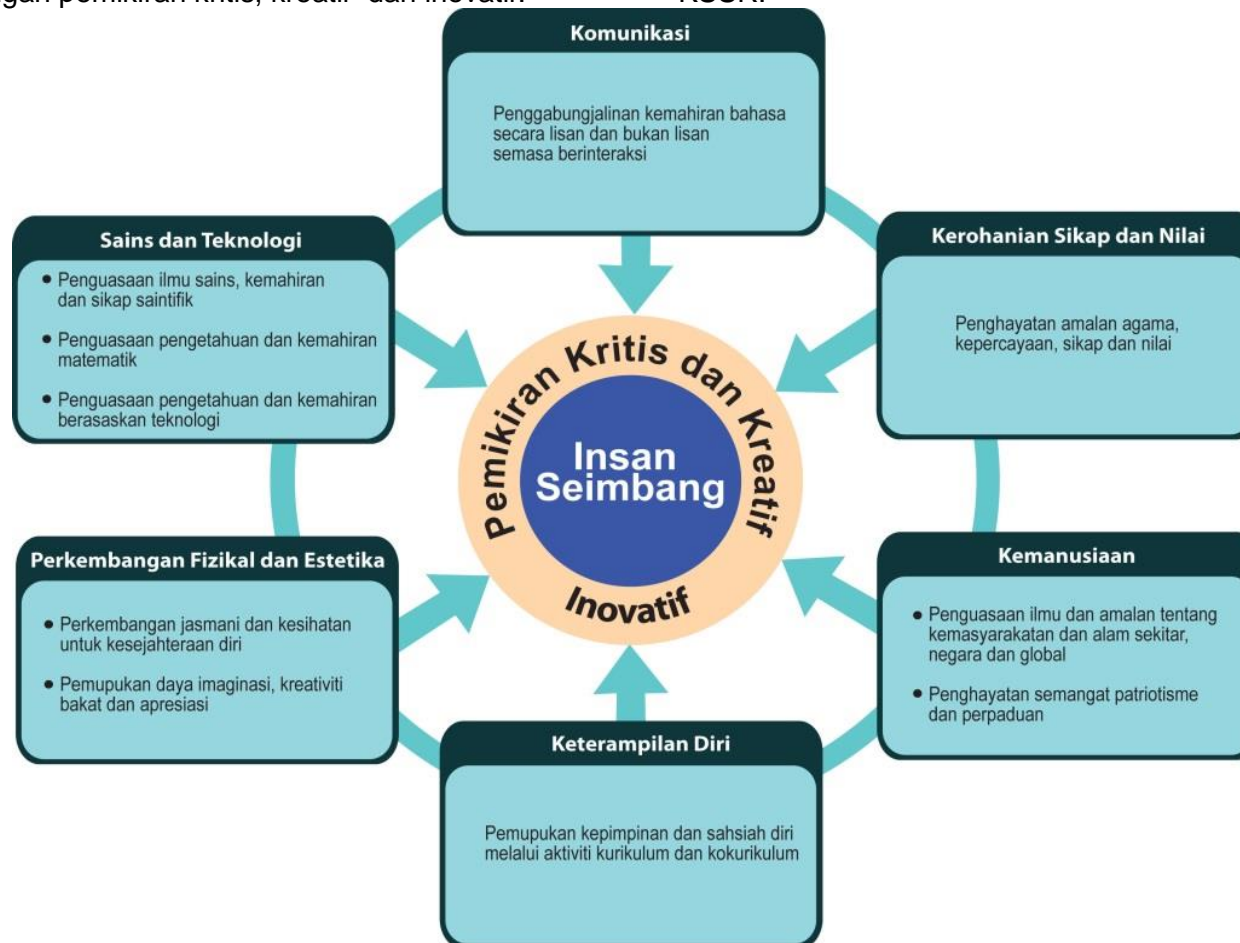 pemikiran kritis, kreatif dan inovatif.
Komunikasi
Penggabungjalinan kemahiran bahasa
secara lisan dan bukan lisan
semasa berinteraksi
Sains dan Teknologi
• Penguasaan ilmu sains, kemahiran
dan sikap saintifik
• Penguasaan pengetahuan dan kemahiran
matematik
• Penguasaan pengetahuan dan kemahiran
berasaskan teknologi
Kerohanian Sikap dan Nilai
Penghayatan amalan agama,
kepercayaan, sikap dan nilai
Pemikiran Kritis dan Kreatif
Insan
Seimbang
Inovatif
Perkembangan Fizikal dan Estetika
• Perkembangan jasmani dan kesihatan
untuk kesejahteraan diri
• Pemupukan daya imaginasi, kreativiti
bakat dan apresiasi
Kemanusiaan
• Penguasaan ilmu dan amalan tentang
kemasyarakatan dan alam sekitar,
negara dan global
• Penghayatan semangat patriotisme
dan perpaduan
Keterampilan Diri
Pemupukan kepimpinan dan sahsiah diri
melalui aktiviti kurikulum dan kokurikulum